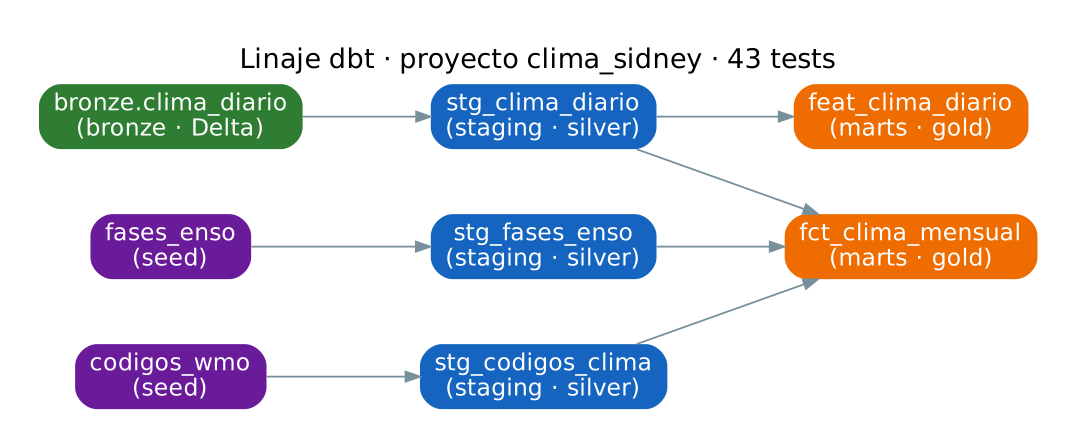 Linaje dbt · proyecto clima_sidney · 43 tests
bronze.clima_diario
(bronze · Delta)
stg_clima_diario
(staging · silver)
feat_clima_diario
(marts · gold)
fases_enso
(seed)
stg_fases_enso
(staging · silver)
fct_clima_mensual
(marts · gold)
codigos_wmo
(seed)
stg_codigos_clima
(staging · silver)